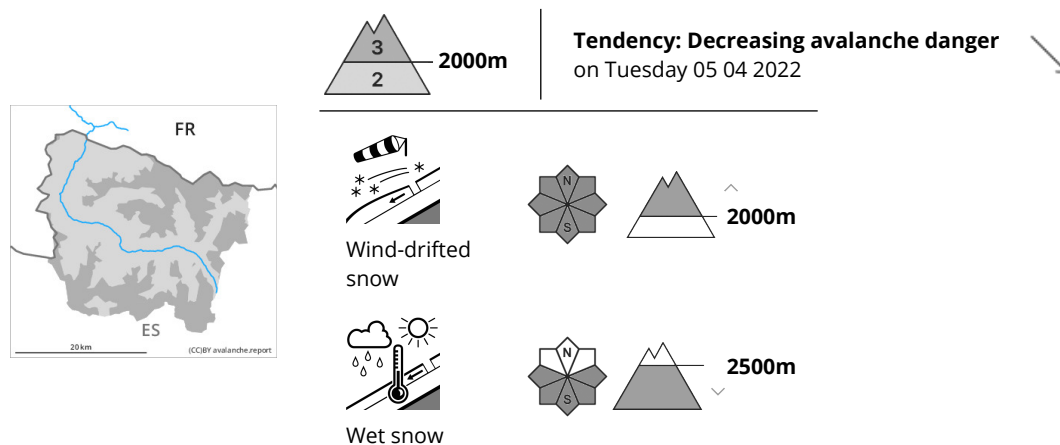 3
2
2000m
Tendency: Decreasing avalanche danger
on Tuesday 05 04 2022
FR
ES
20 km
(CC)BY avalanche.report
N
S
2000m
Wind-drifted
snow
N
S
2500m
Wet snow